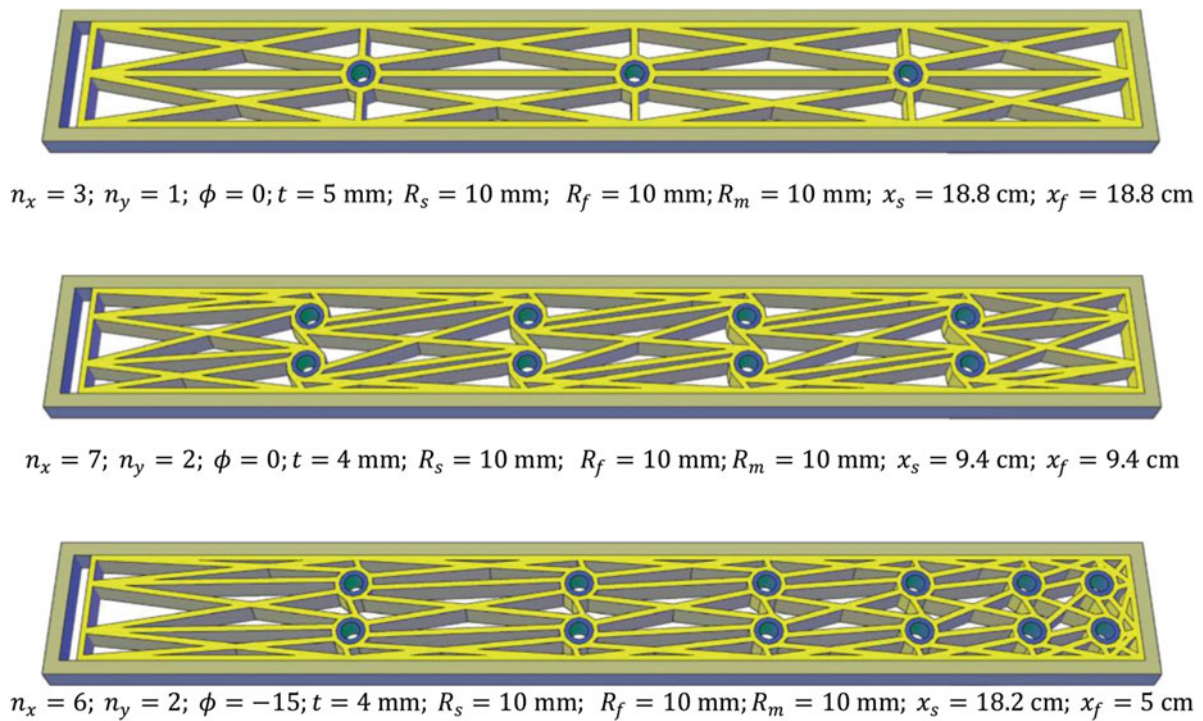 n_x = 3; n_y = 1; ϕ = 0; t = 5 mm; R_s = 10 mm; R_f = 10 mm; R_m = 10 mm; x_s = 18.8 cm; x_f = 18.8 cm
n_x = 7; n_y = 2; ϕ = 0; t = 4 mm; R_s = 10 mm; R_f = 10 mm; R_m = 10 mm; x_s = 9.4 cm; x_f = 9.4 cm
n_x = 6; n_y = 2; ϕ = −15; t = 4 mm; R_s = 10 mm; R_f = 10 mm; R_m = 10 mm; x_s = 18.2 cm; x_f = 5 cm